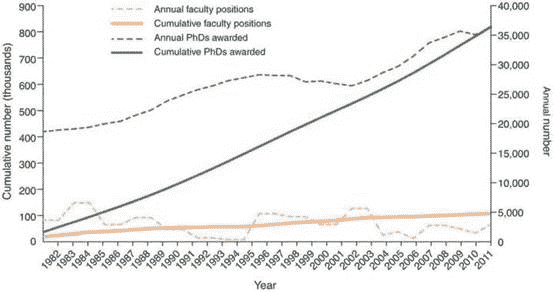 Annual faculty positions
Cumulative faculty positions
Annual PhDs awarded
Cumulative PhDs awarded
Cumulative number (thousands)
900
800
700
600
500
400
300
200
100
0
40,000
35,000
30,000
25,000
20,000
15,000
10,000
5,000
0
Annual number
1982 1983 1984 1985 1986 1987 1988 1989 1990 1991 1992 1993 1994 1995 1996 1997 1998 1999 2000 2001 2002 2003 2004 2005 2006 2007 2008 2009 2010 2011
Year